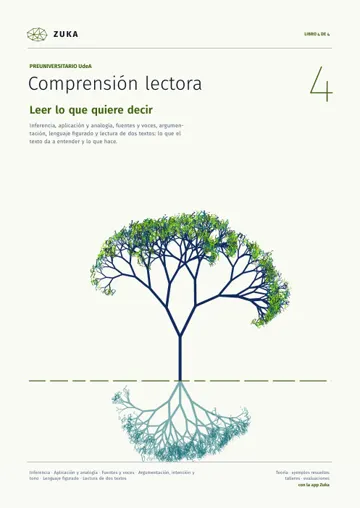 ZUKA
LIBRO 4 DE 4
PREUNIVERSITARIO UdeA
4
Comprensión lectora
Leer lo que quiere decir
Inferencia, aplicación y analogía, fuentes y voces, argumen-
tación, lenguaje figurado y lectura de dos textos: lo que el
texto da a entender y lo que hace.
Inferencia · Aplicación y analogía · Fuentes y voces · Argumentación, intención y
tono · Lenguaje figurado · Lectura de dos textos
Teoría · ejemplos resueltos
talleres · evaluaciones
con la app Zuka